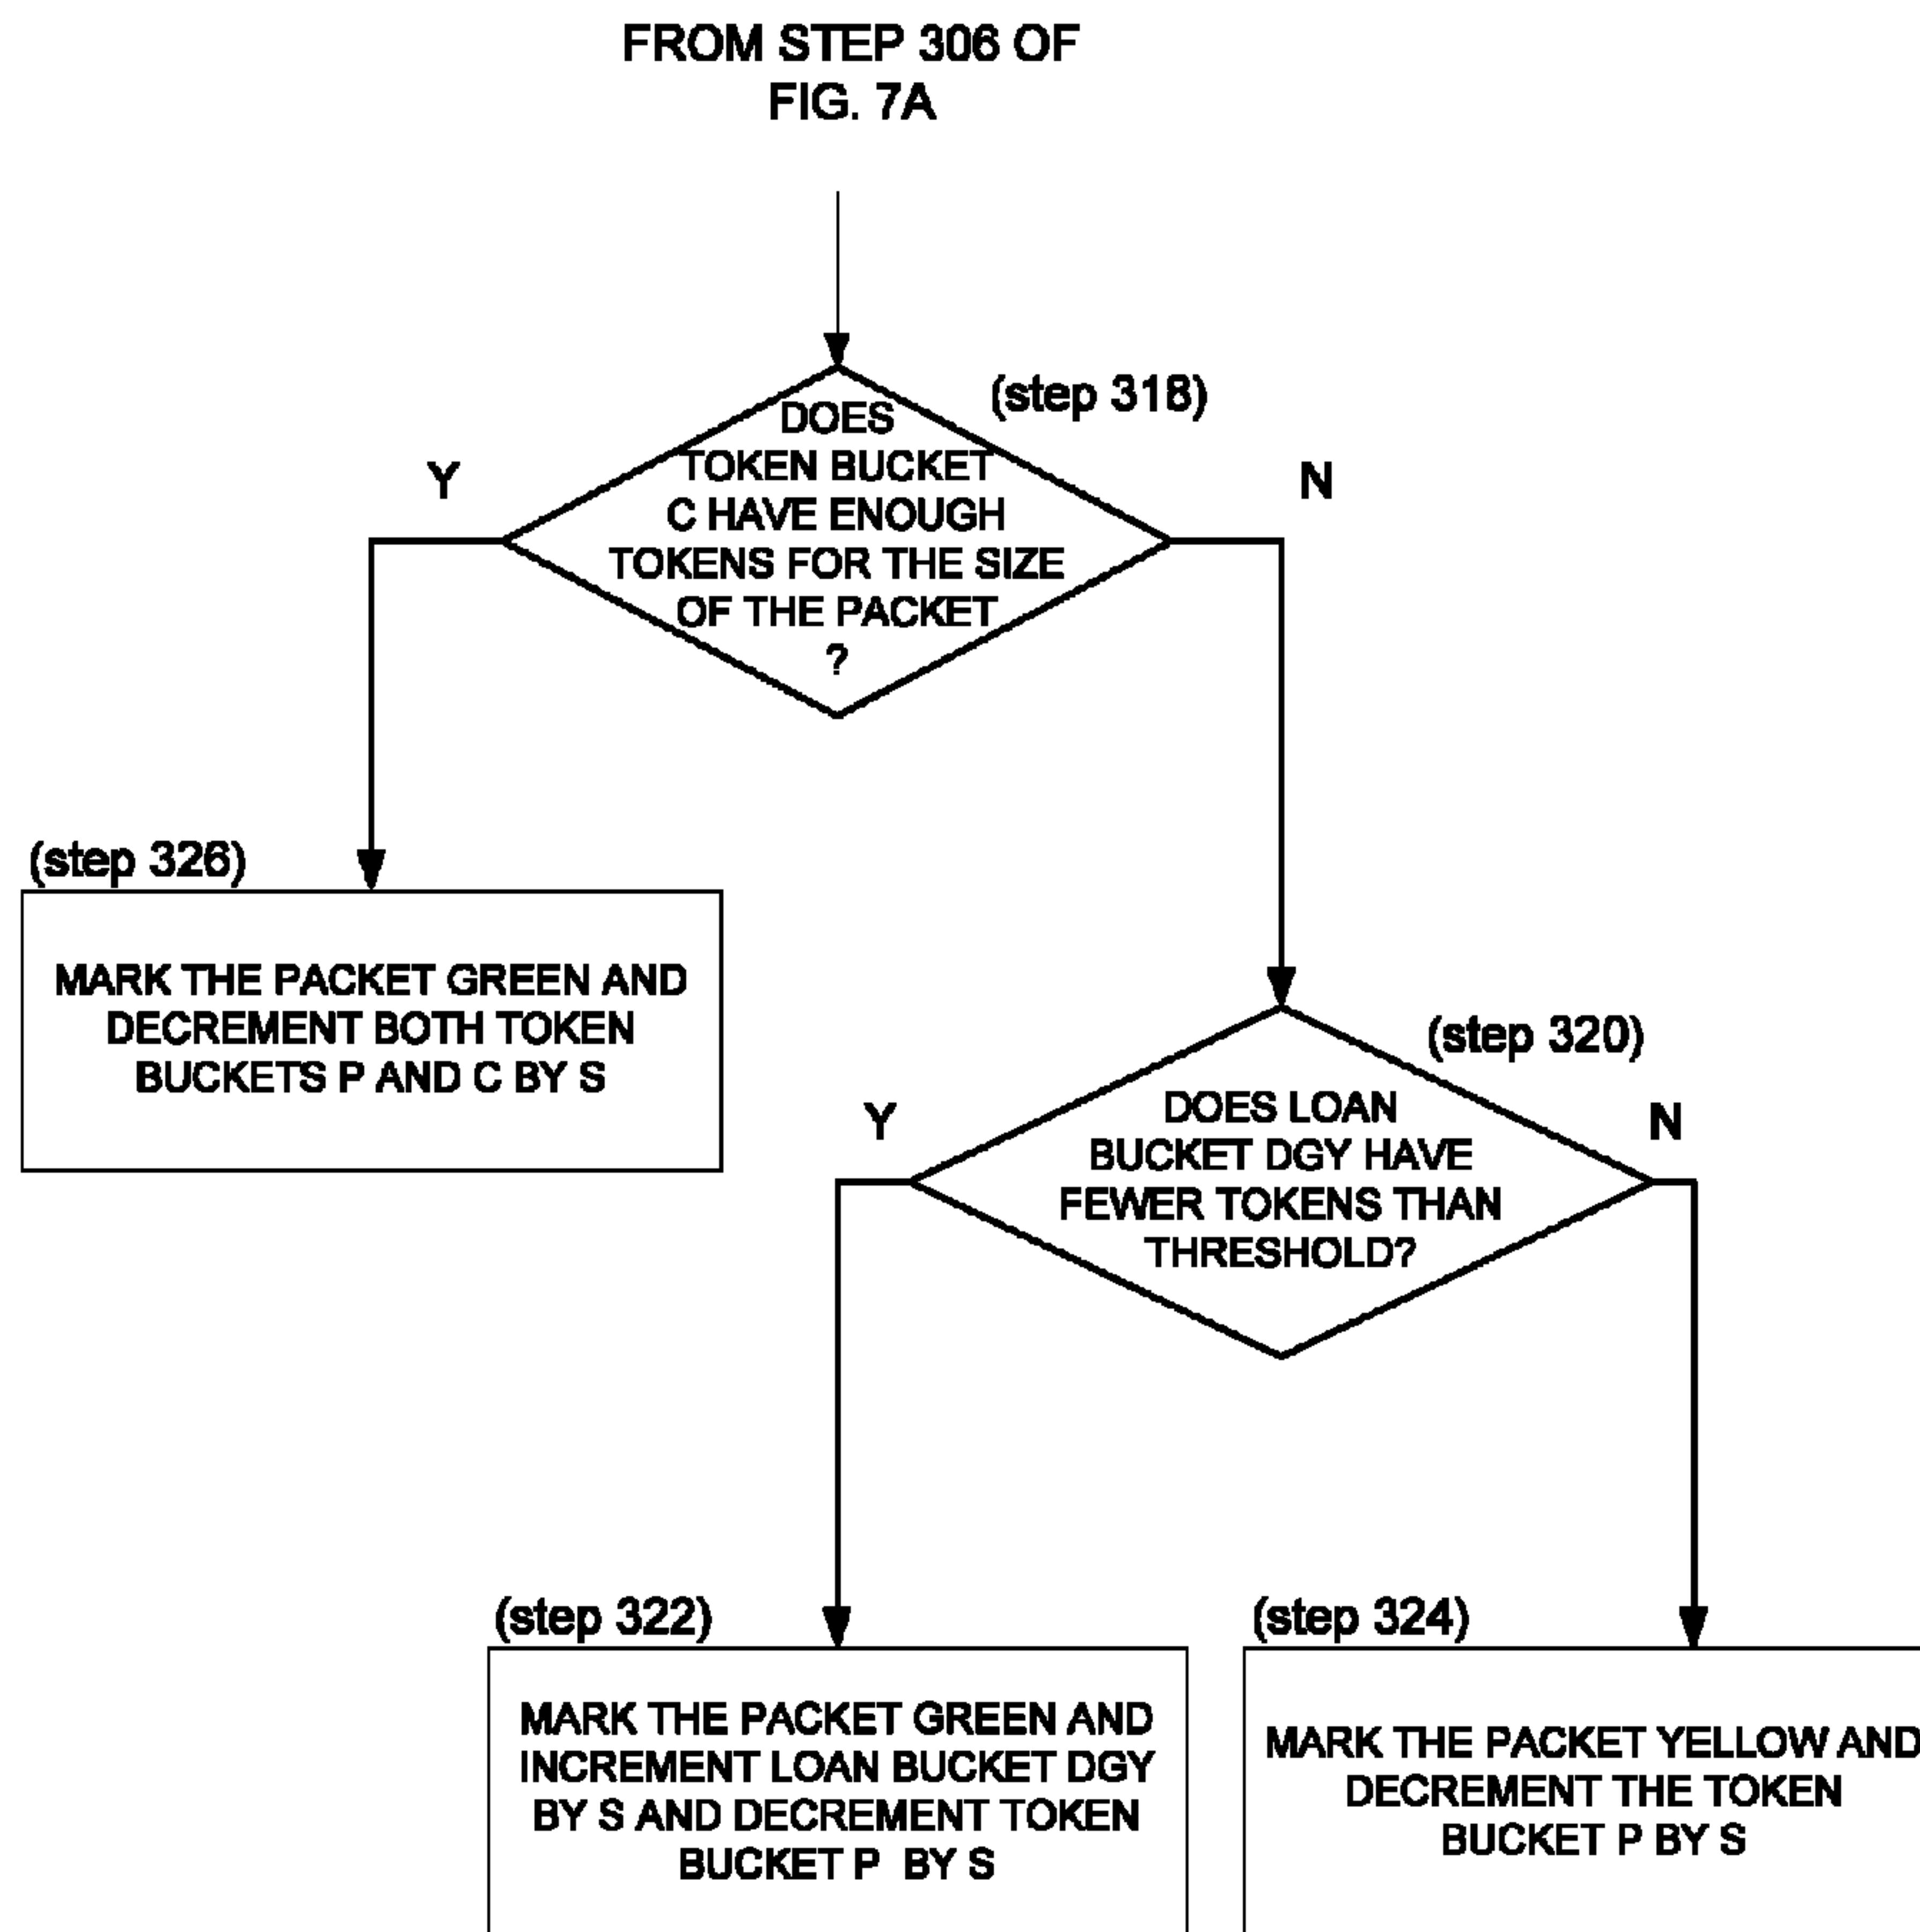 FROM STEP 306 OF
FIG. 7A
(step 318)
DOES
TOKEN BUCKET
C HAVE ENOUGH
TOKENS FOR THE SIZE
OF THE PACKET
?
Y
N
(step 326)
MARK THE PACKET GREEN AND
DECREMENT BOTH TOKEN
BUCKETS P AND C BY S
(step 320)
DOES LOAN
BUCKET DGY HAVE
FEWER TOKENS THAN
THRESHOLD?
Y
N
(step 322)
MARK THE PACKET GREEN AND
INCREMENT LOAN BUCKET DGY
BY S AND DECREMENT TOKEN
BUCKET P BY S
(step 324)
MARK THE PACKET YELLOW AND
DECREMENT THE TOKEN
BUCKET P BY S